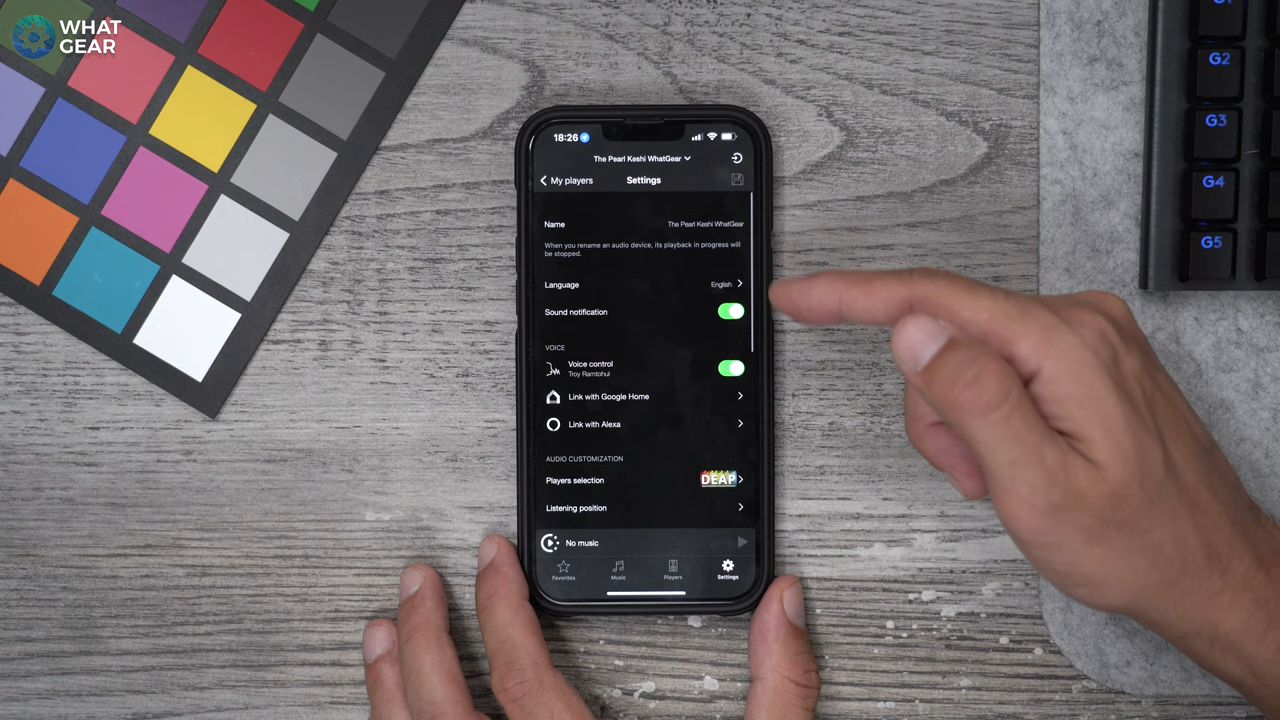 WHAT
GEAR
18:26
The Pearl Keshi WhatGear
My players
Settings
Name
The Pearl Keshi WhatGear
When you rename an audio device, its playback in progress will
be stopped.
Language
English
Sound notification
VOICE
Voice control
Troy Ramtohul
Link with Google Home
Link with Alexa
AUDIO CUSTOMIZATION
Players selection
DEAP
Listening position
No music
Favorites
Music
Players
Settings
G1
G2
G3
G4
G5